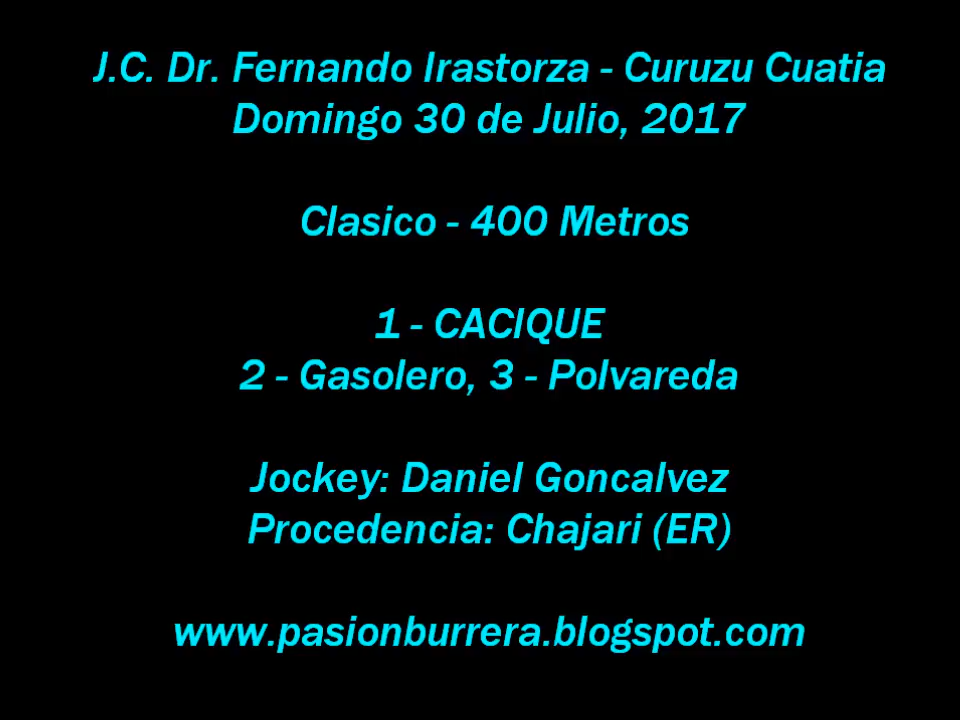 J.C. Dr. Fernando Irastorza - Curuzu Cuatia
Domingo 30 de Julio, 2017
Clasico - 400 Metros
1 - CACIQUE
2 - Gasolero, 3 - Polvareda
Jockey: Daniel Goncalvez
Procedencia: Chajari (ER)
www.pasionburrera.blogspot.com